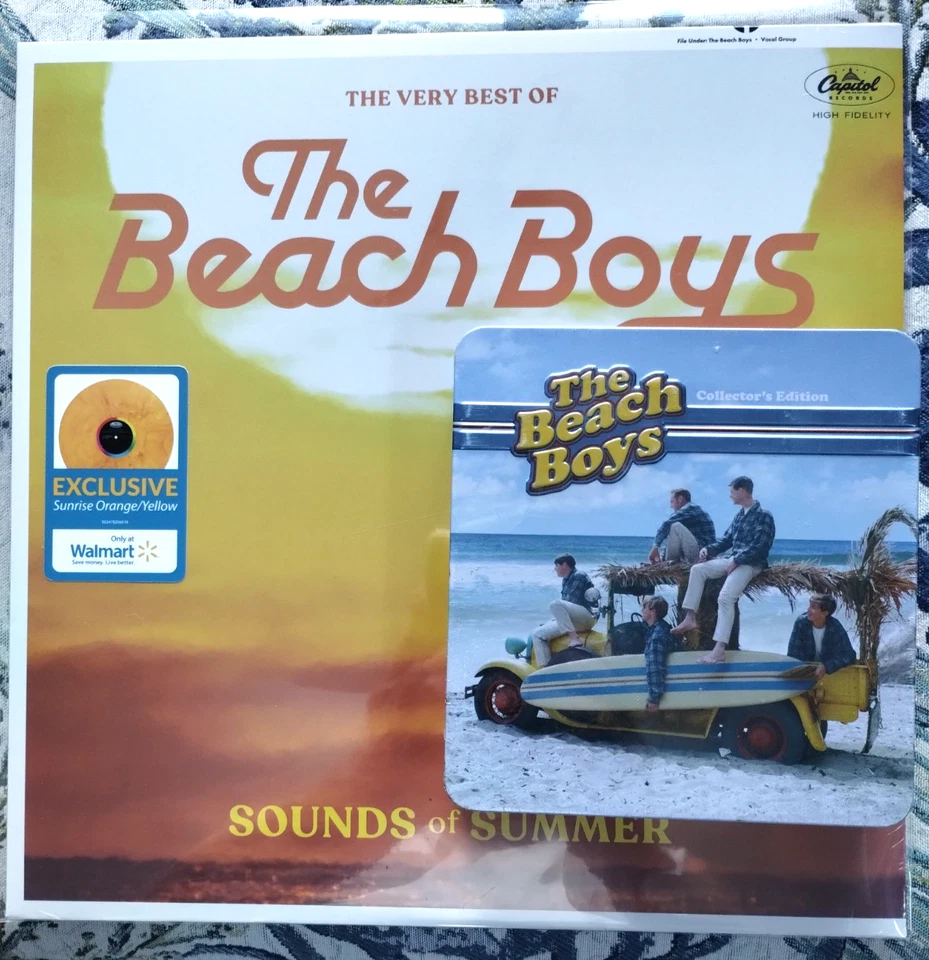 File Under: The Beach Boys • Vocal Group
Capitol
RECORDS
HIGH FIDELITY
THE VERY BEST OF
The
Beach Boys
EXCLUSIVE
Sunrise Orange/Yellow
Only at
Walmart
Save money. Live better.
The
Beach
Boys
Collector's Edition
SOUNDS of SUMMER